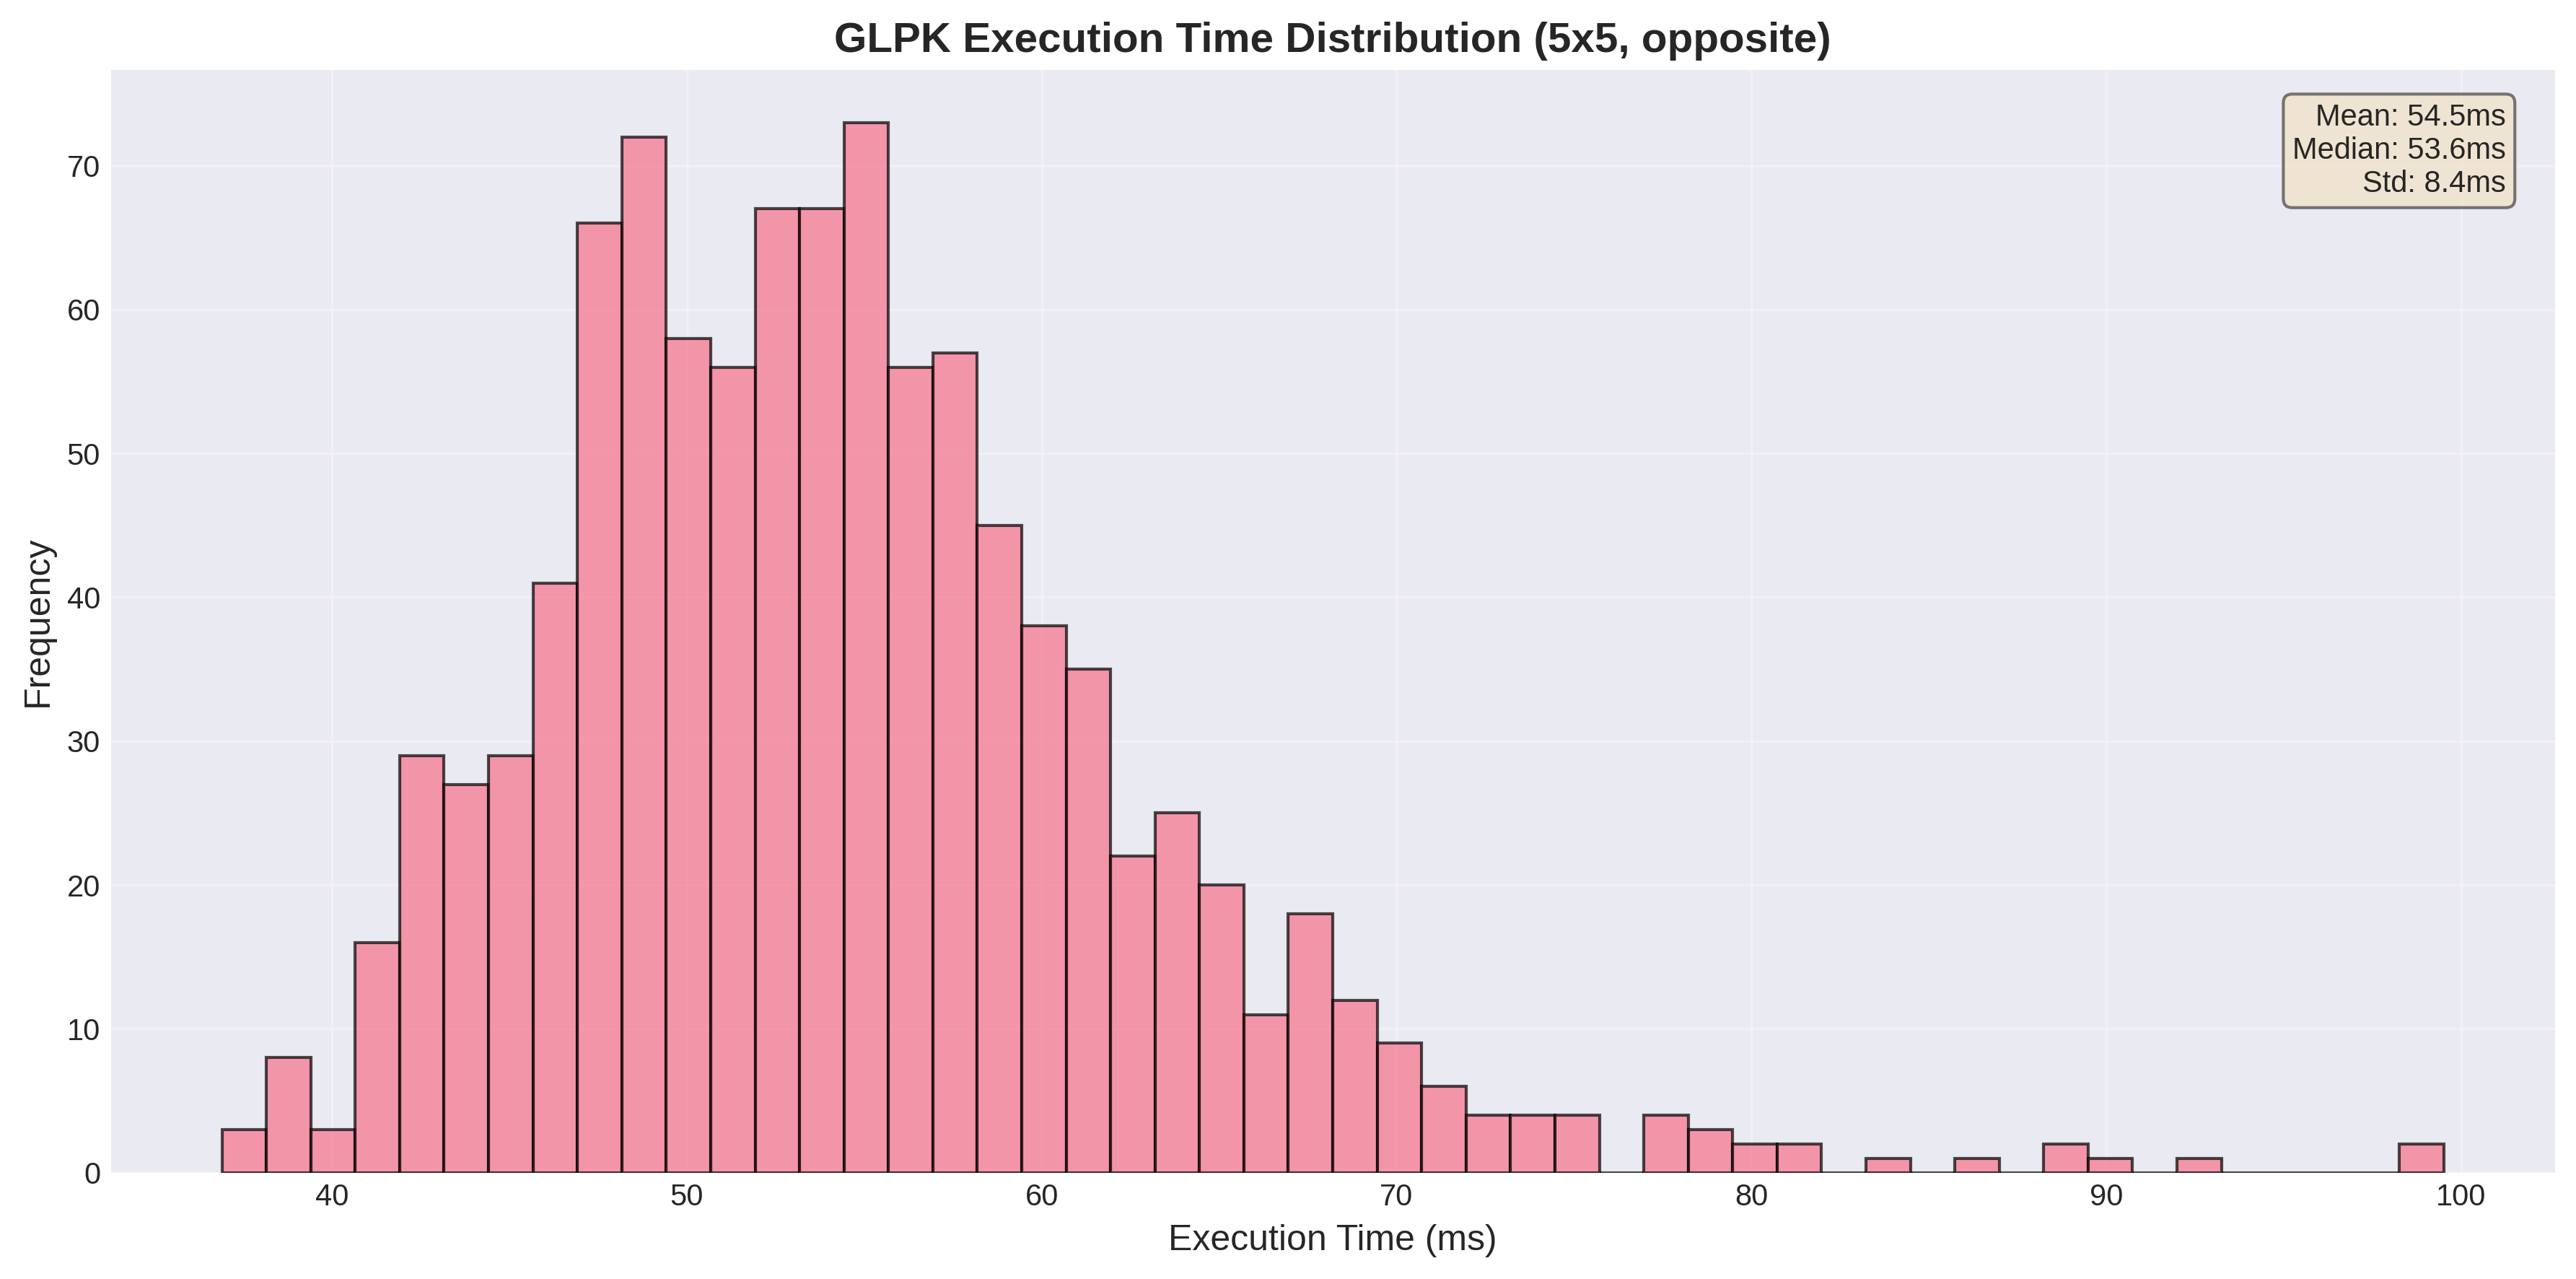 GLPK Execution Time Distribution (5x5, opposite)
Mean: 54.5ms
Median: 53.6ms
Std: 8.4ms
Frequency
70
60
50
40
30
20
10
0
40 50 60 70 80 90 100
Execution Time (ms)